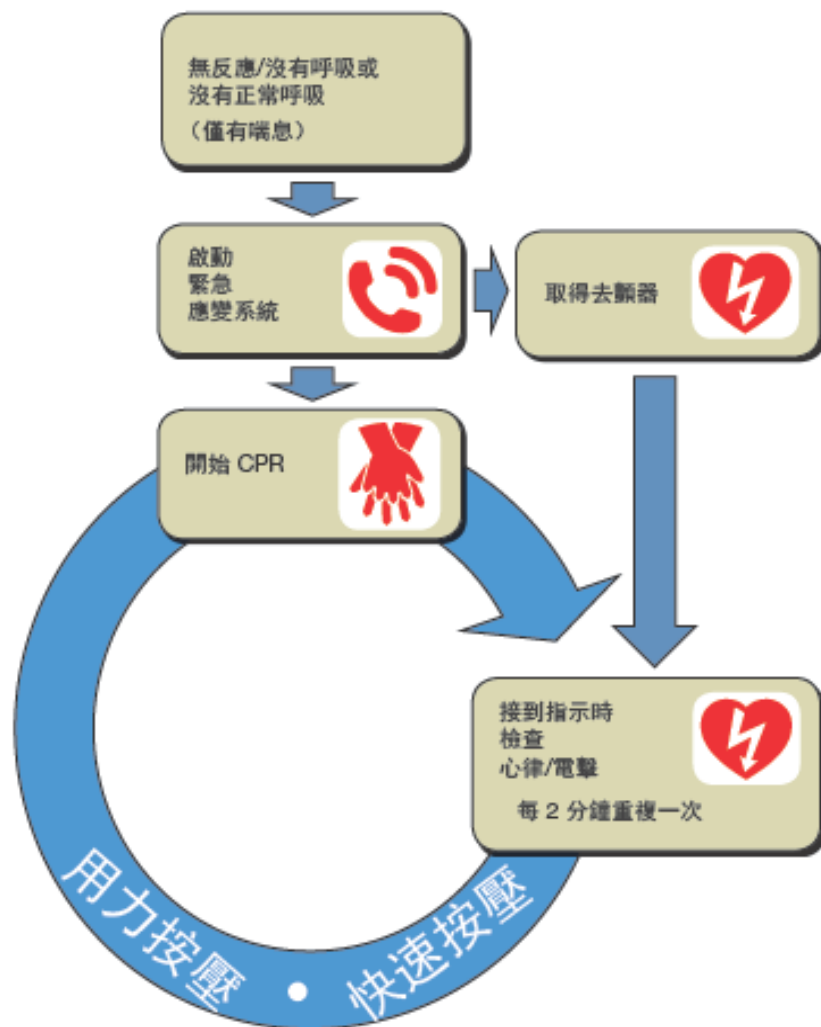 無反應/沒有呼吸或
沒有正常呼吸
（僅有喘息）
啟動
緊急
應變系統
取得去顫器
開始 CPR
接到指示時
檢查
心律/電擊
每 2 分鐘重複一次
用力按壓 • 快速按壓